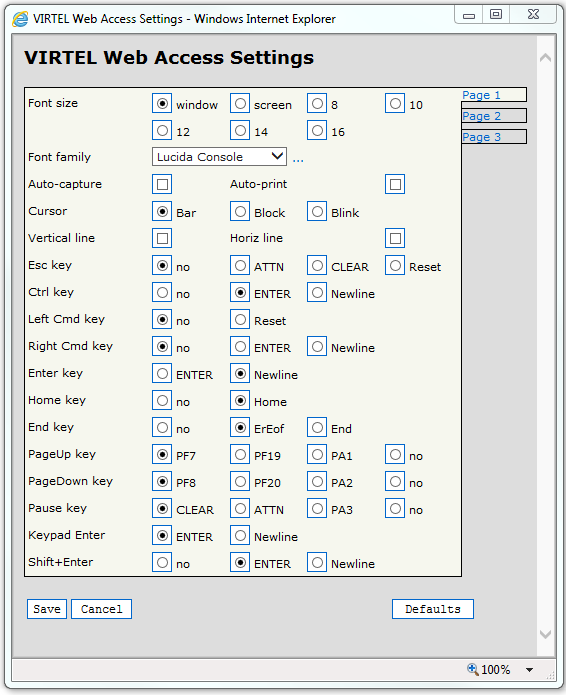 VIRTEL Web Access Settings - Windows Internet Explorer
VIRTEL Web Access Settings
Font size window screen 8 10
12 14 16
Font family Lucida Console ...
Auto-capture Auto-print
Cursor Bar Block Blink
Vertical line Horiz line
Esc key no ATTN CLEAR Reset
Ctrl key no ENTER Newline
Left Cmd key no Reset
Right Cmd key no ENTER Newline
Enter key ENTER Newline
Home key no Home
End key no ErEof End
PageUp key PF7 PF19 PA1 no
PageDown key PF8 PF20 PA2 no
Pause key CLEAR ATTN PA3 no
Keypad Enter ENTER Newline
Shift+Enter no ENTER Newline
Page 1
Page 2
Page 3
Save Cancel Defaults
100%